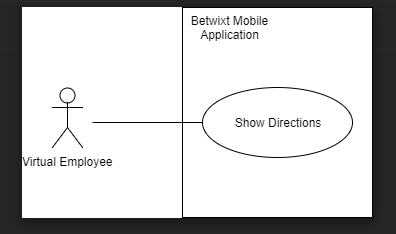 Betwixt Mobile
Application
Show Directions
Virtual Employee